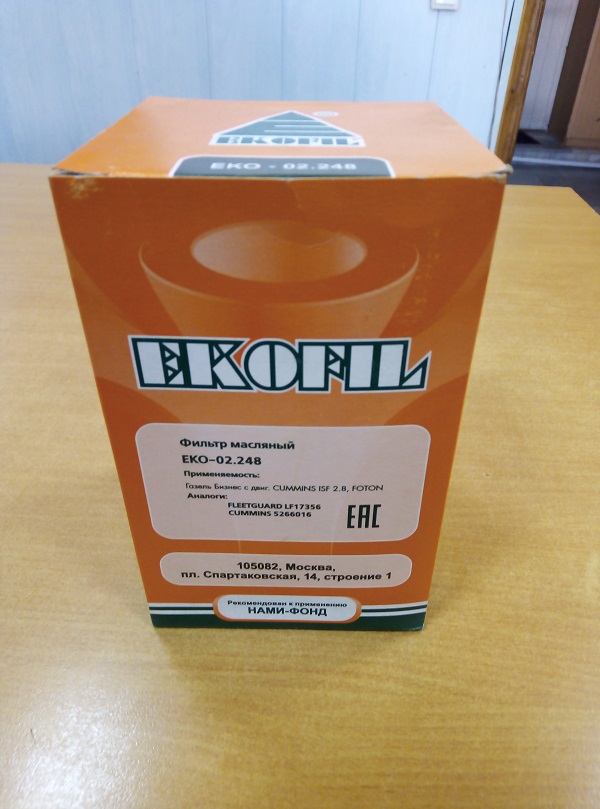 EKOFIL
EKO - 02.248
EKOFIL
Фильтр масляный
EKO-02.248
Применяемость:
Газель Бизнес с двиг. CUMMINS ISF 2.8, FOTON
Аналоги:
FLEETGUARD LF17356
CUMMINS 5266016
EAC
105082, Москва,
пл. Спартаковская, 14, строение 1
Рекомендован к применению
НАМИ-ФОНД